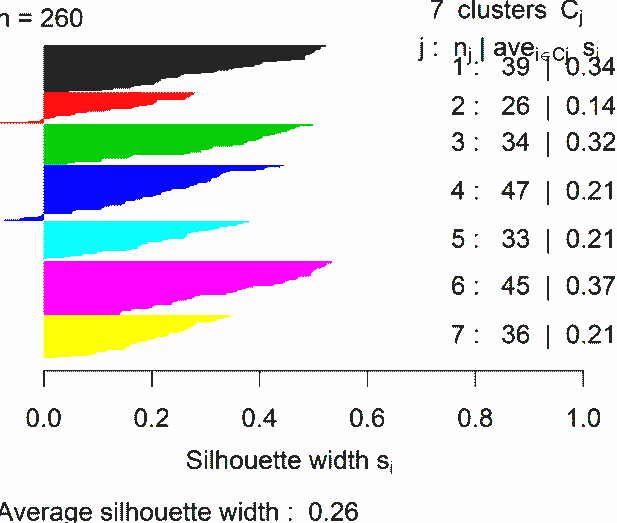 n = 260
7 clusters Cj
j : nj | avei∈Cj si
1 : 39 | 0.34
2 : 26 | 0.14
3 : 34 | 0.32
4 : 47 | 0.21
5 : 33 | 0.21
6 : 45 | 0.37
7 : 36 | 0.21
0.0 0.2 0.4 0.6 0.8 1.0
Silhouette width si
Average silhouette width : 0.26